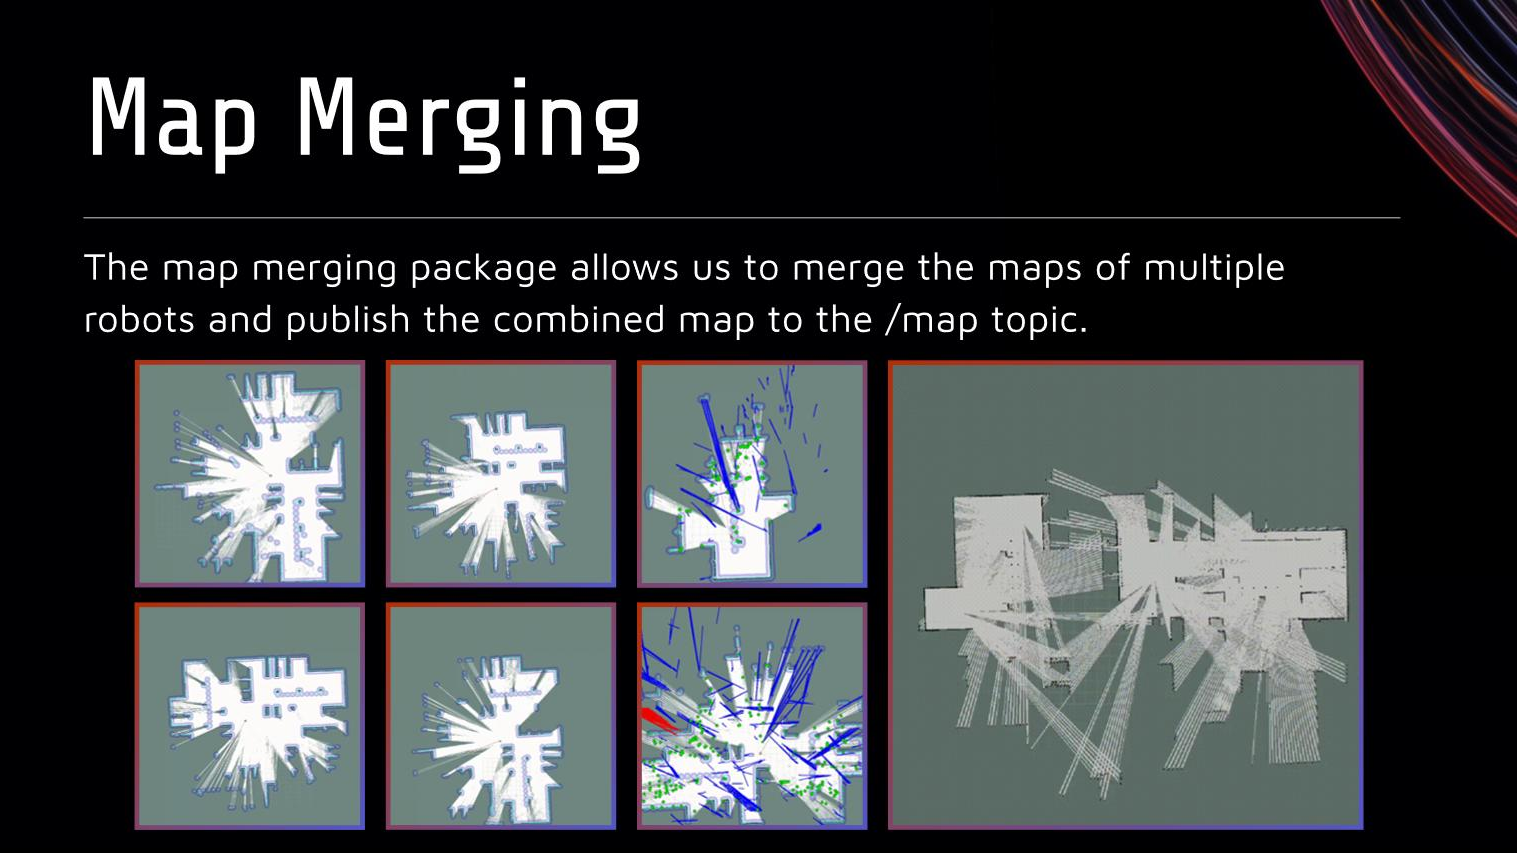 Map Merging
The map merging package allows us to merge the maps of multiple
robots and publish the combined map to the /map topic.